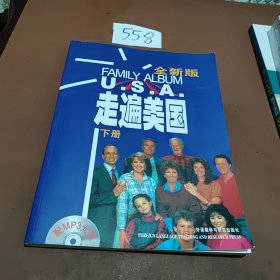 558
全新版
FAMILY ALBUM
U.S.A.
走遍美国
下册
配MP3光盘
外语教学与研究出版社
FOREIGN LANGUAGE TEACHING AND RESEARCH PRESS